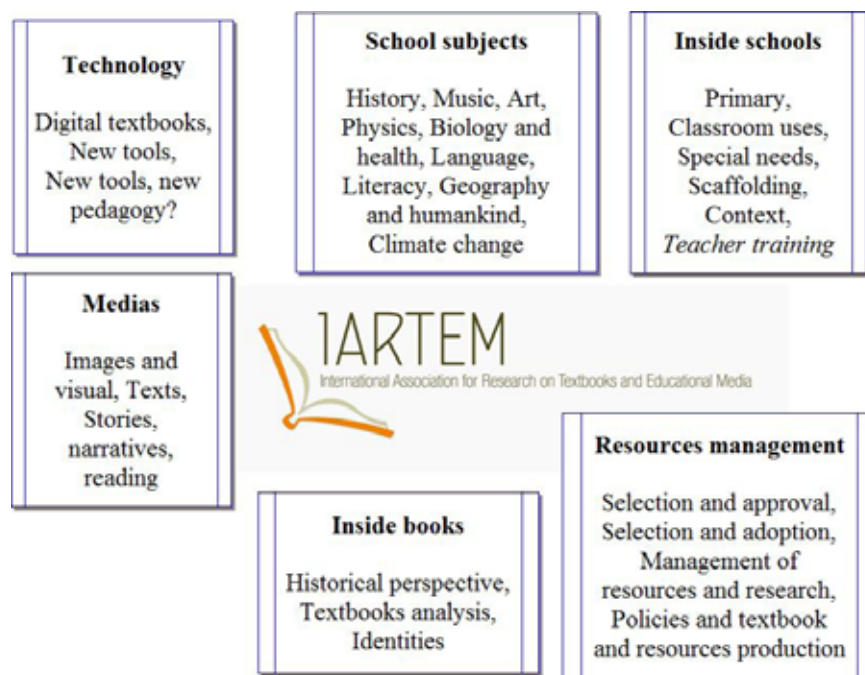 Technology
Digital textbooks,
New tools,
New tools, new
pedagogy?
School subjects
History, Music, Art,
Physics, Biology and
health, Language,
Literacy, Geography
and humankind,
Climate change
Inside schools
Primary,
Classroom uses,
Special needs,
Scaffolding,
Context,
Teacher training
Medias
Images and
visual, Texts,
Stories,
narratives,
reading
IARTEM
International Association for Research on Textbooks and Educational Media
Inside books
Historical perspective,
Textbooks analysis,
Identities
Resources management
Selection and approval,
Selection and adoption,
Management of
resources and research,
Policies and textbook
and resources production